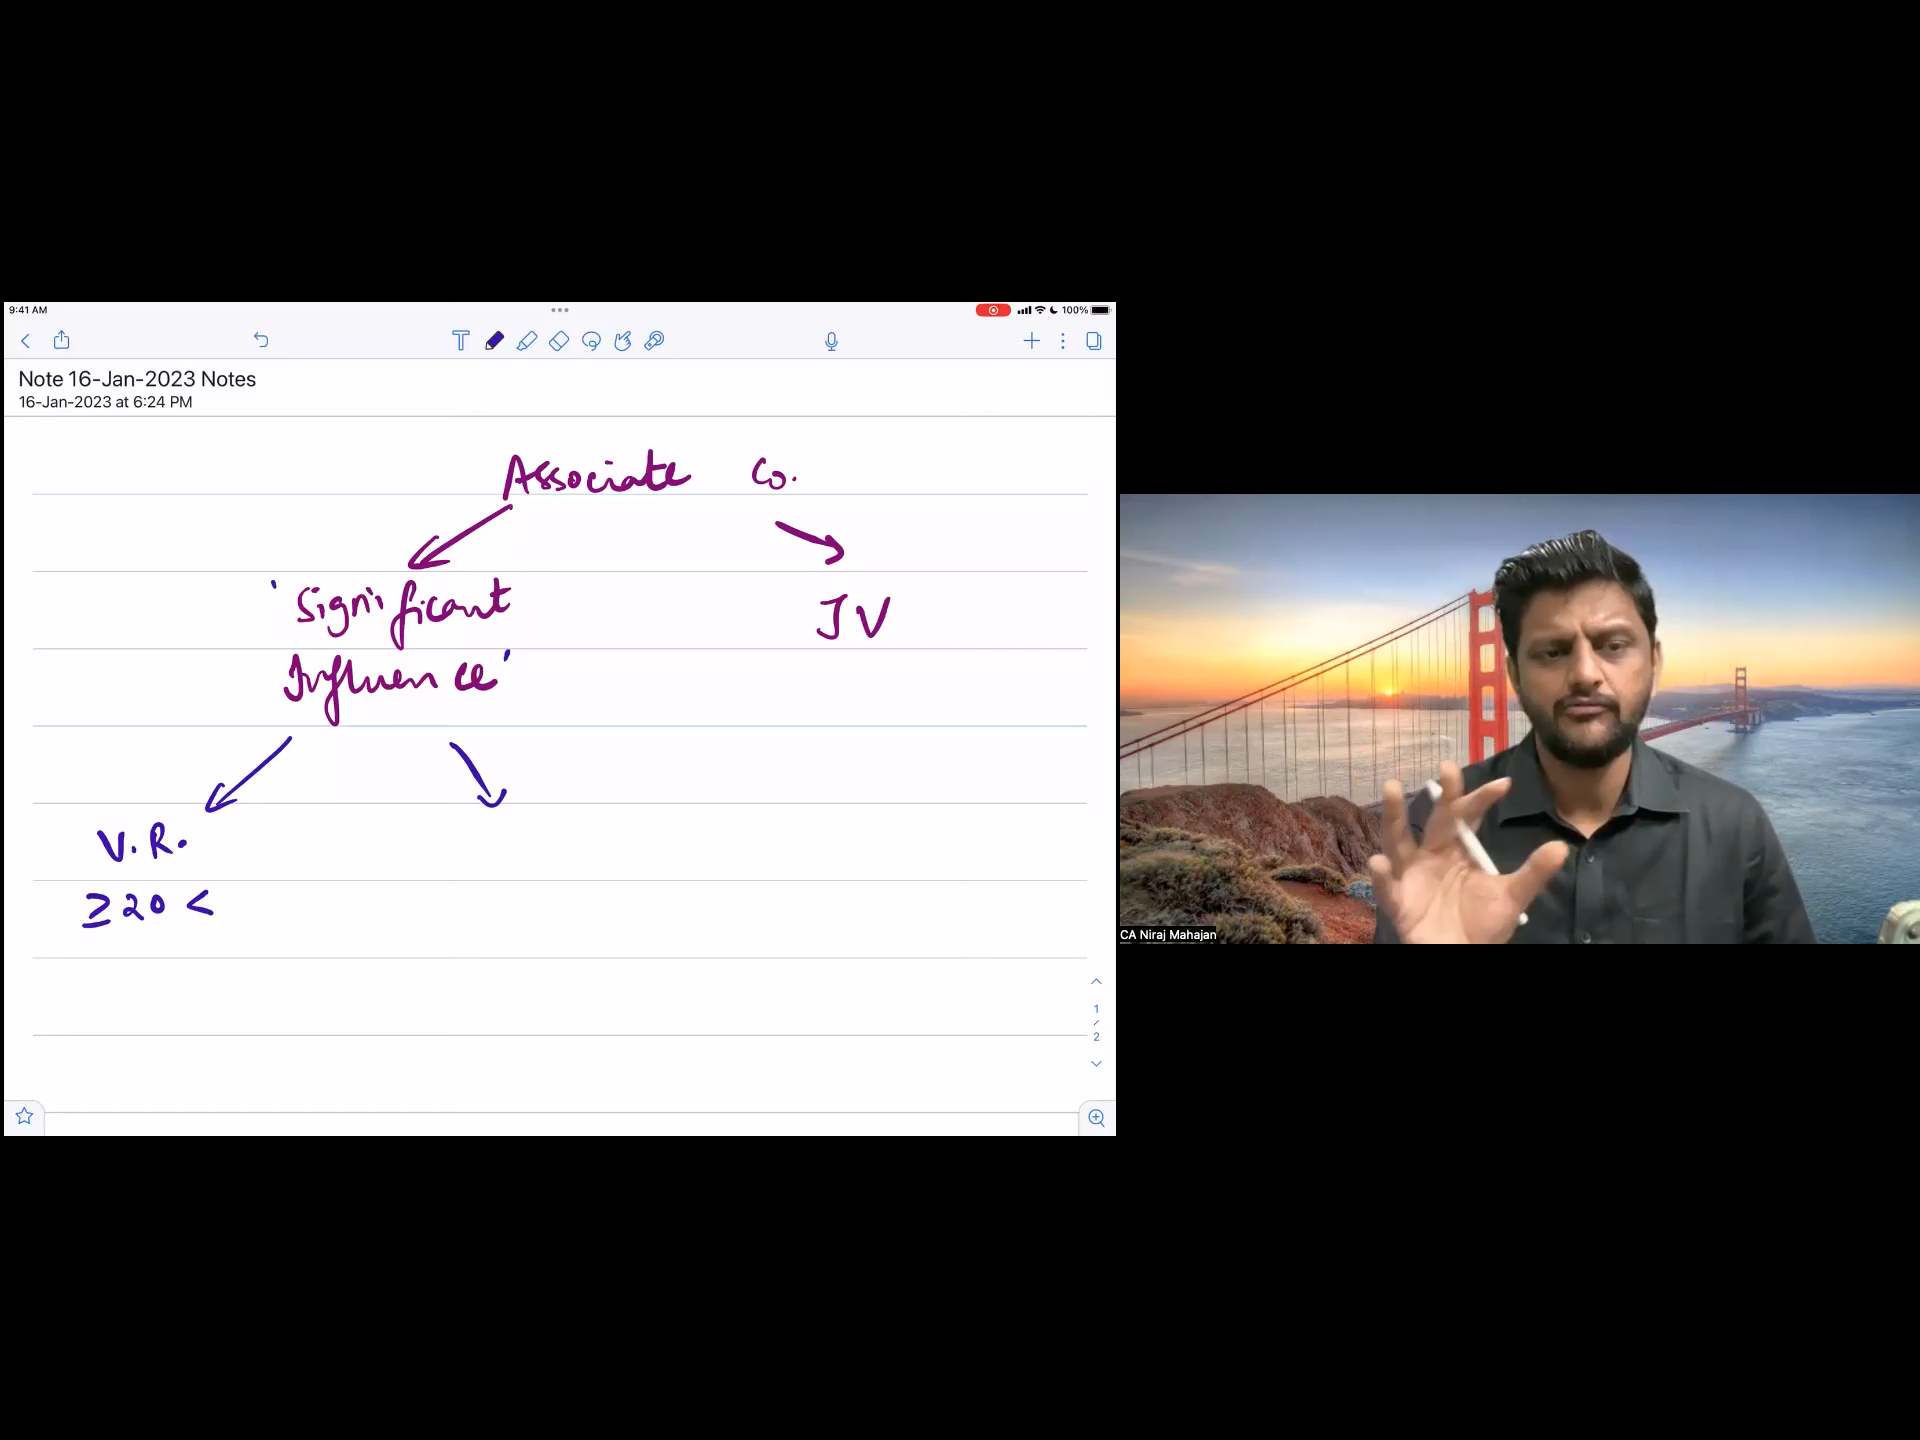 9:41 AM
100%
T
Note 16-Jan-2023 Notes
16-Jan-2023 at 6:24 PM
Associate Co.
'Significant
Influence'
JV
V.R.
≥20 <
1
/
2
CA Niraj Mahajan